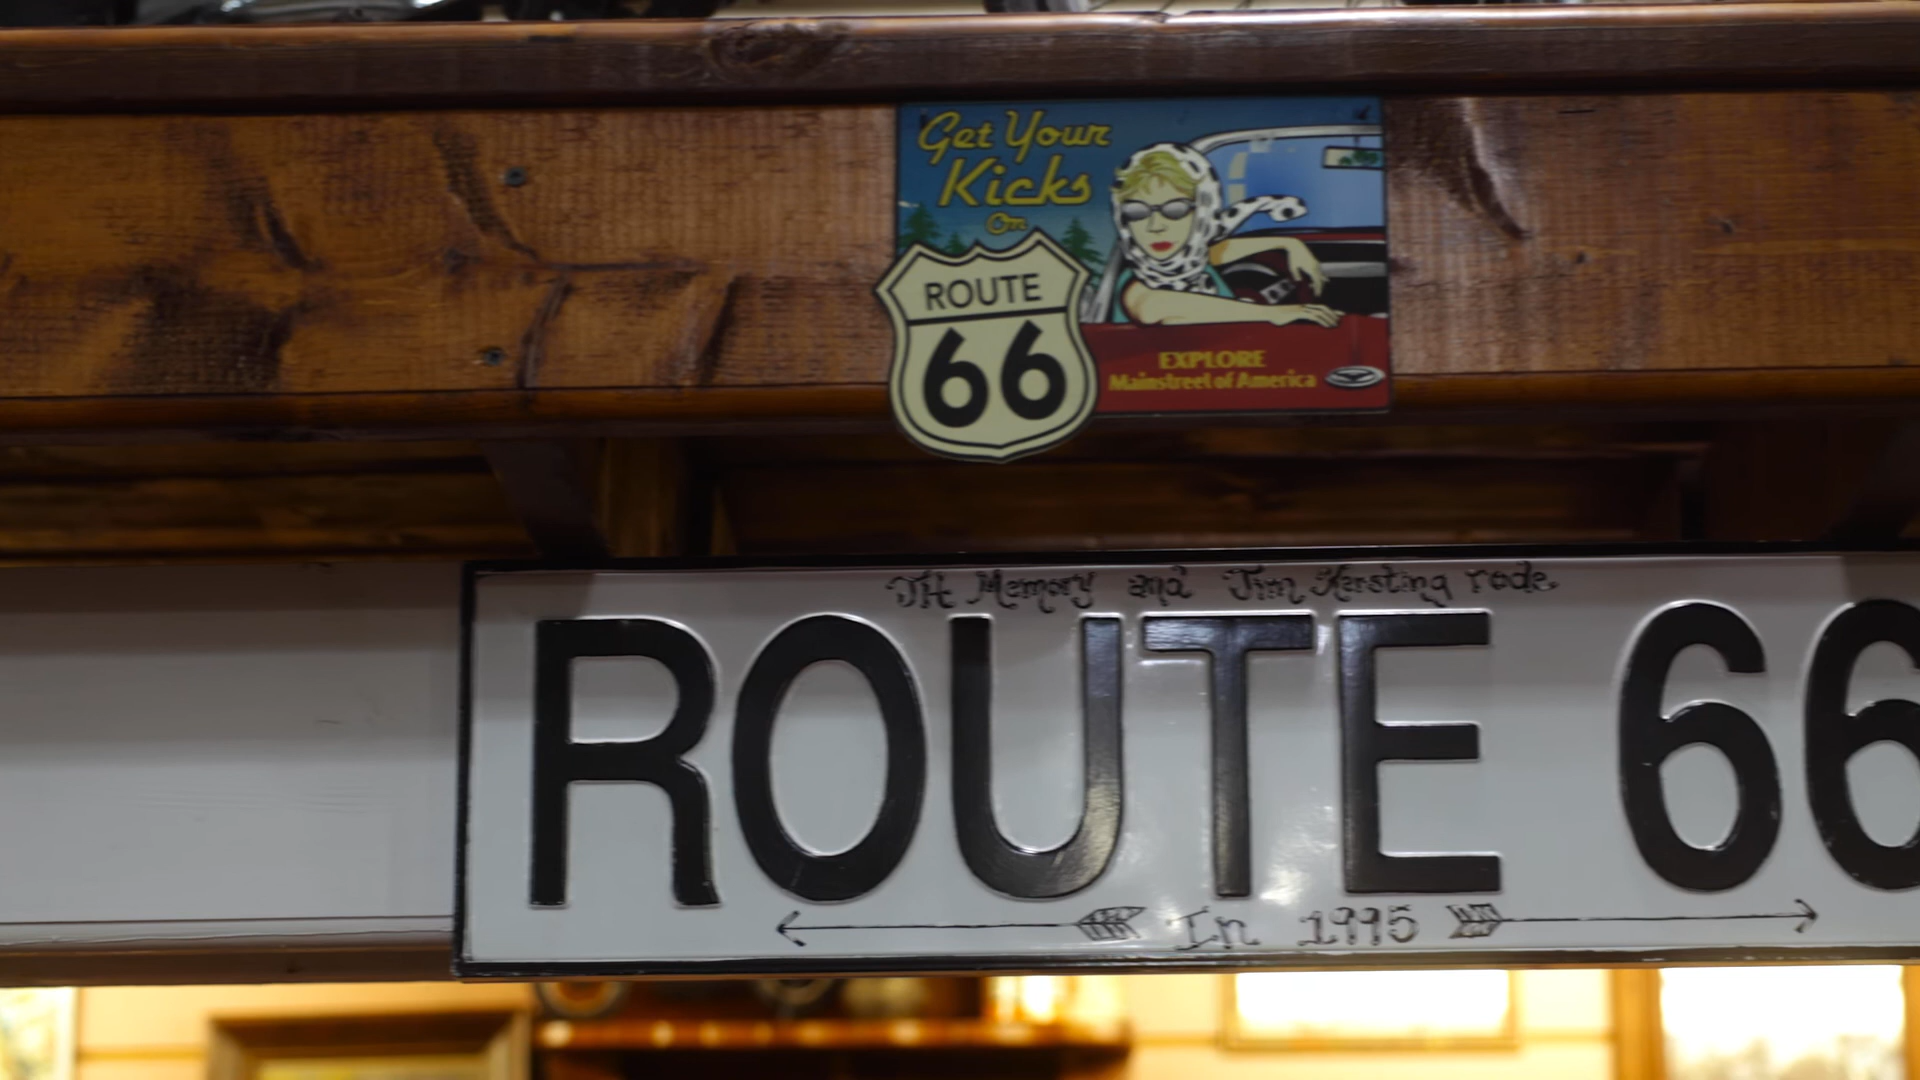 Get Your
Kicks
On
ROUTE
66
EXPLORE
Mainstreet of America
Memory and Jim Kersting rode.
ROUTE 66
In 1995